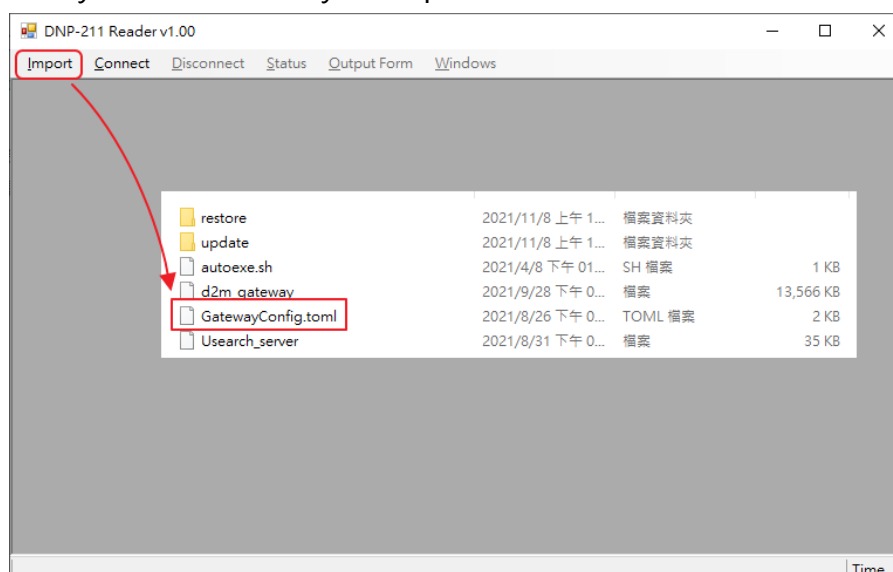 DNP-211 Reader v1.00
Import Connect Disconnect Status Output Form Windows
restore 2021/11/8 上午 1... 檔案資料夾
update 2021/11/8 上午 1... 檔案資料夾
autoexe.sh 2021/4/8 下午 01... SH 檔案 1 KB
d2m_gateway 2021/9/28 下午 0... 檔案 13,566 KB
GatewayConfig.toml 2021/8/26 下午 0... TOML 檔案 2 KB
Usearch_server 2021/8/31 下午 0... 檔案 35 KB
Time